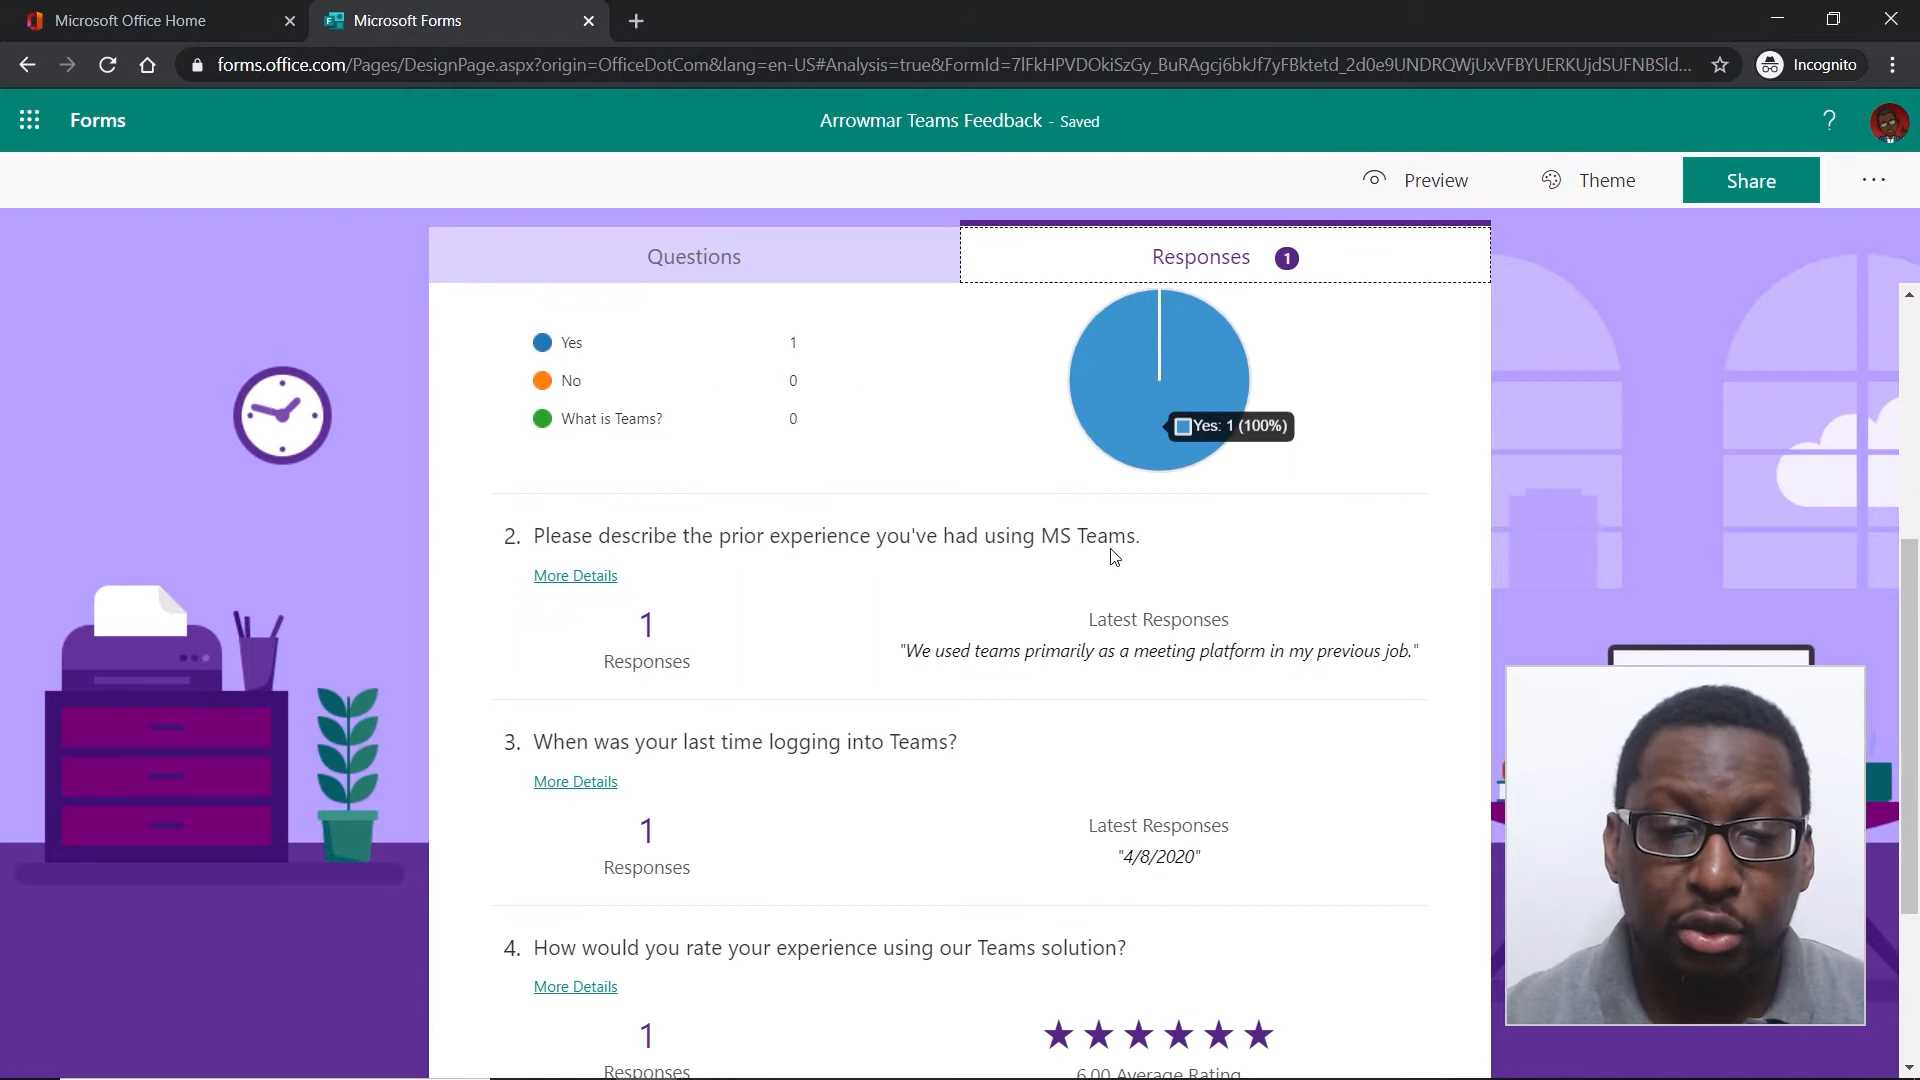 Microsoft Office Home
Microsoft Forms
forms.office.com/Pages/DesignPage.aspx?origin=OfficeDotCom&lang=en-US#Analysis=true&FormId=
Incognito
Forms
Arrowmar Teams Feedback - Saved
?
Preview
Theme
Share
Questions
Responses 1
Yes 1
No 0
What is Teams? 0
Yes: 1 (100%)
2. Please describe the prior experience you've had using MS Teams.
More Details
1
Responses
Latest Responses
"We used teams primarily as a meeting platform in my previous job."
3. When was your last time logging into Teams?
More Details
1
Responses
Latest Responses
"4/8/2020"
4. How would you rate your experience using our Teams solution?
More Details
1
Responses
6.00 Average Rating